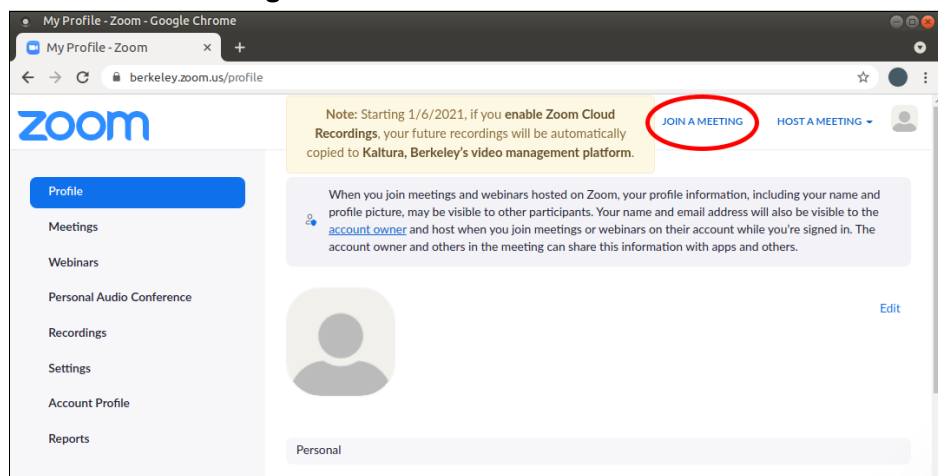 My Profile - Zoom - Google Chrome
My Profile - Zoom
berkeley.zoom.us/profile
zoom
Note: Starting 1/6/2021, if you enable Zoom Cloud
Recordings, your future recordings will be automatically
copied to Kaltura, Berkeley's video management platform.
JOIN A MEETING
HOST A MEETING
Profile
Meetings
Webinars
Personal Audio Conference
Recordings
Settings
Account Profile
Reports
When you join meetings and webinars hosted on Zoom, your profile information, including your name and
profile picture, may be visible to other participants. Your name and email address will also be visible to the
account owner and host when you join meetings or webinars on their account while you're signed in. The
account owner and others in the meeting can share this information with apps and others.
Edit
Personal